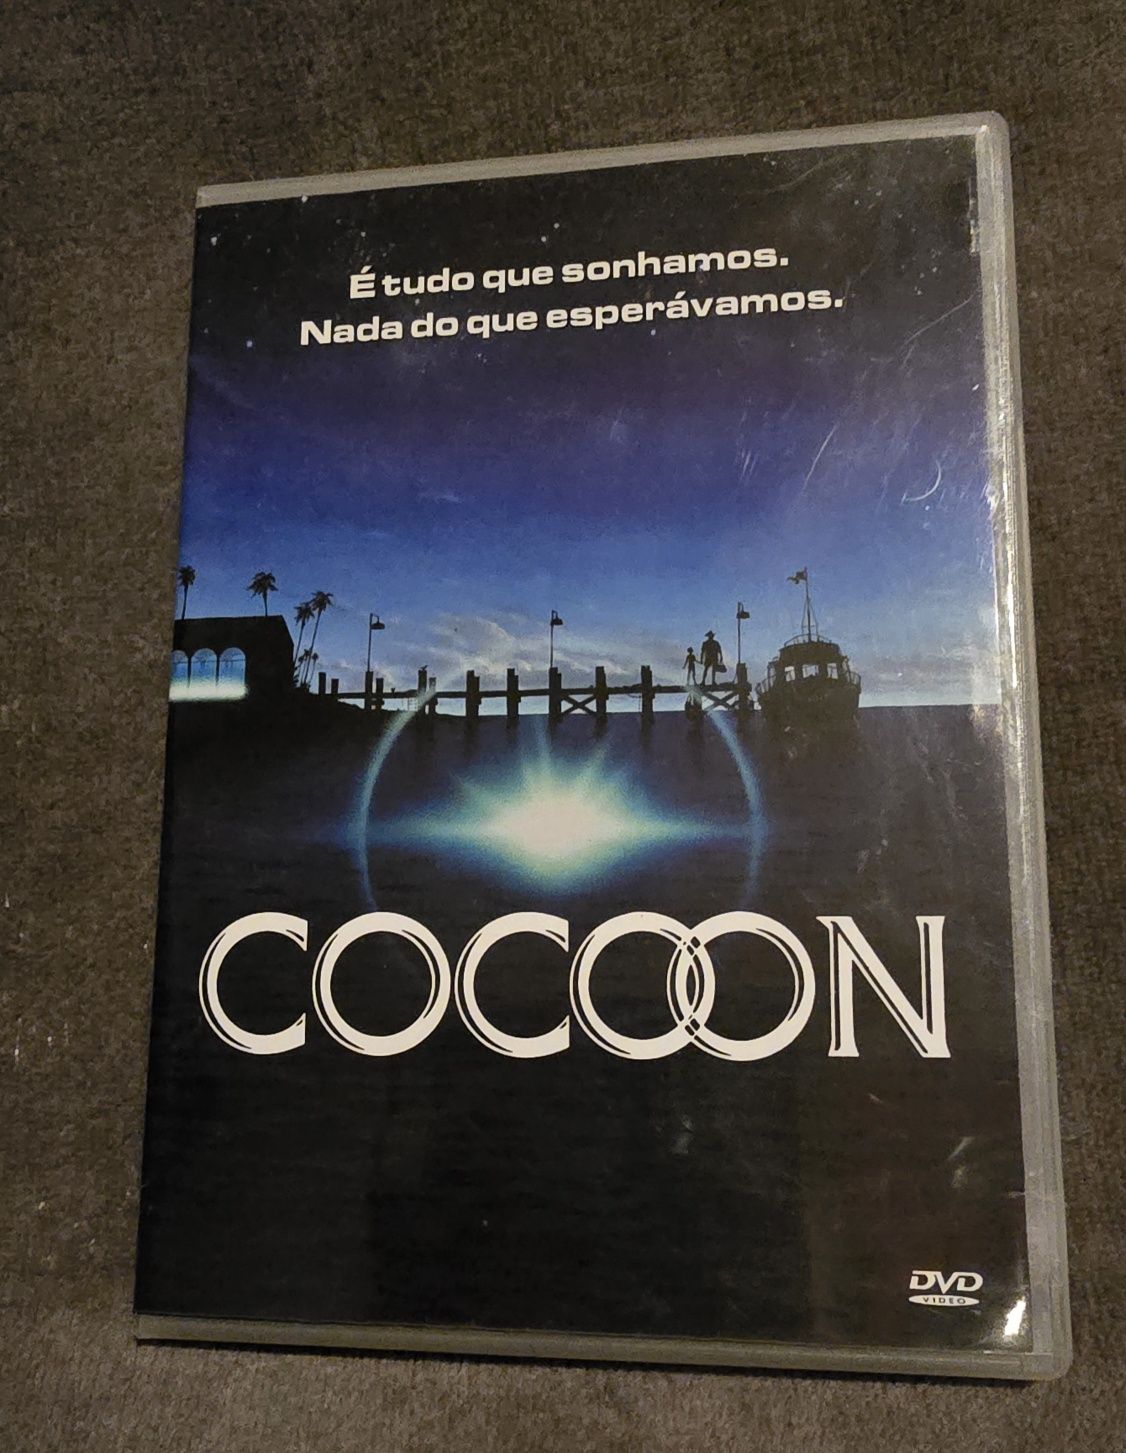 É tudo que sonhamos.
Nada do que esperávamos.
COCOON
DVD
VIDEO